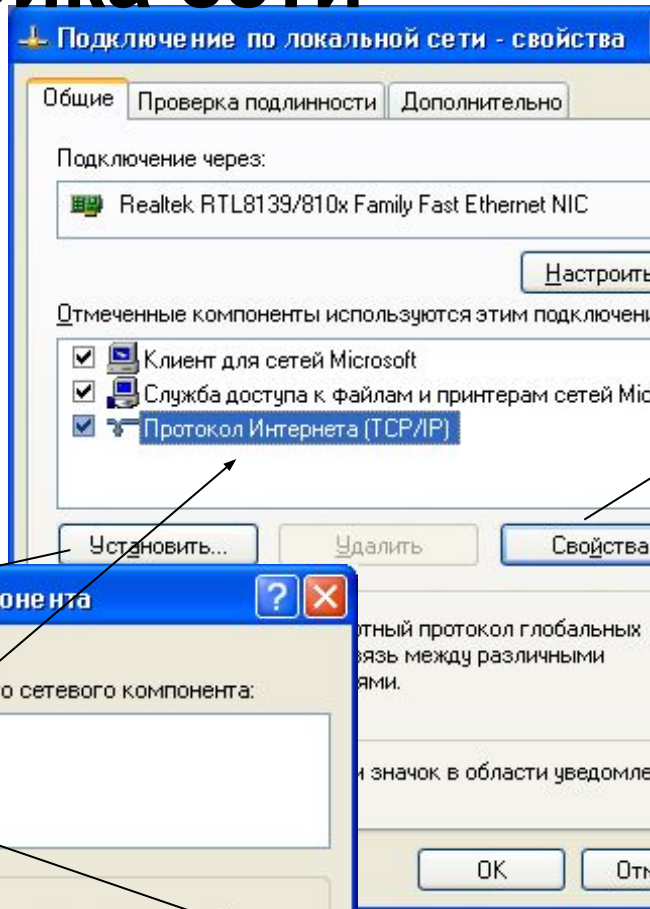 сети
Подключение по локальной сети - свойства
Общие Проверка подлинности Дополнительно
Подключение через:
Realtek RTL8139/810x Family Fast Ethernet NIC
Настроить
Отмеченные компоненты используются этим подключени
Клиент для сетей Microsoft
Служба доступа к файлам и принтерам сетей Mic
Протокол Интернета (TCP/IP)
Установить... Удалить Свойства
онента
тный протокол глобальных
вязь между различными
ями.
о сетевого компонента:
и значок в области уведомле
OK Отм